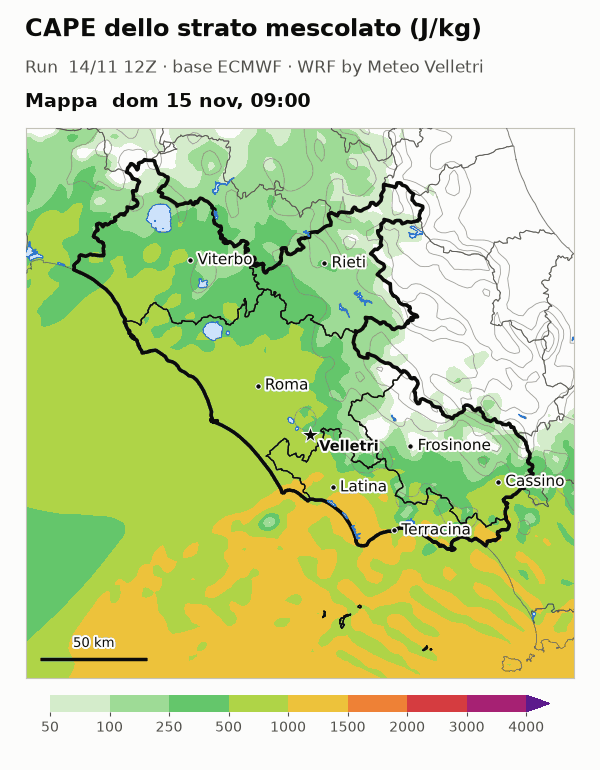 CAPE dello strato mescolato (J/kg)
Run  14/11 12Z · base ECMWF · WRF by Meteo Velletri
Mappa  dom 15 nov, 09:00
Viterbo
Rieti
Roma
Velletri
Frosinone
Cassino
Latina
Terracina
50 km
50 100 250 500 1000 1500 2000 3000 4000